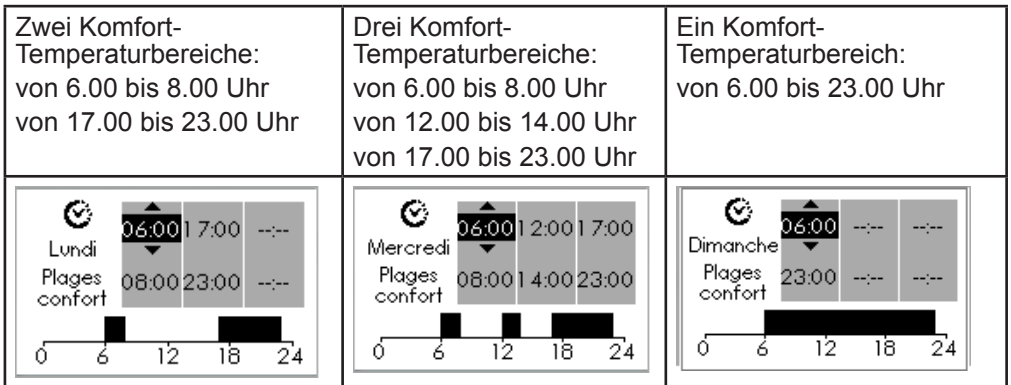 Zwei Komfort-
Temperaturbereiche:
von 6.00 bis 8.00 Uhr
von 17.00 bis 23.00 Uhr
Drei Komfort-
Temperaturbereiche:
von 6.00 bis 8.00 Uhr
von 12.00 bis 14.00 Uhr
von 17.00 bis 23.00 Uhr
Ein Komfort-
Temperaturbereich:
von 6.00 bis 23.00 Uhr
06:00 17:00 --:--
Lundi
Plages
confort
08:00 23:00 --:--
0 6 12 18 24
06:00 12:00 17:00
Mercredi
Plages
confort
08:00 14:00 23:00
0 6 12 18 24
06:00 --:-- --:--
Dimanche
Plages
confort
23:00 --:-- --:--
0 6 12 18 24